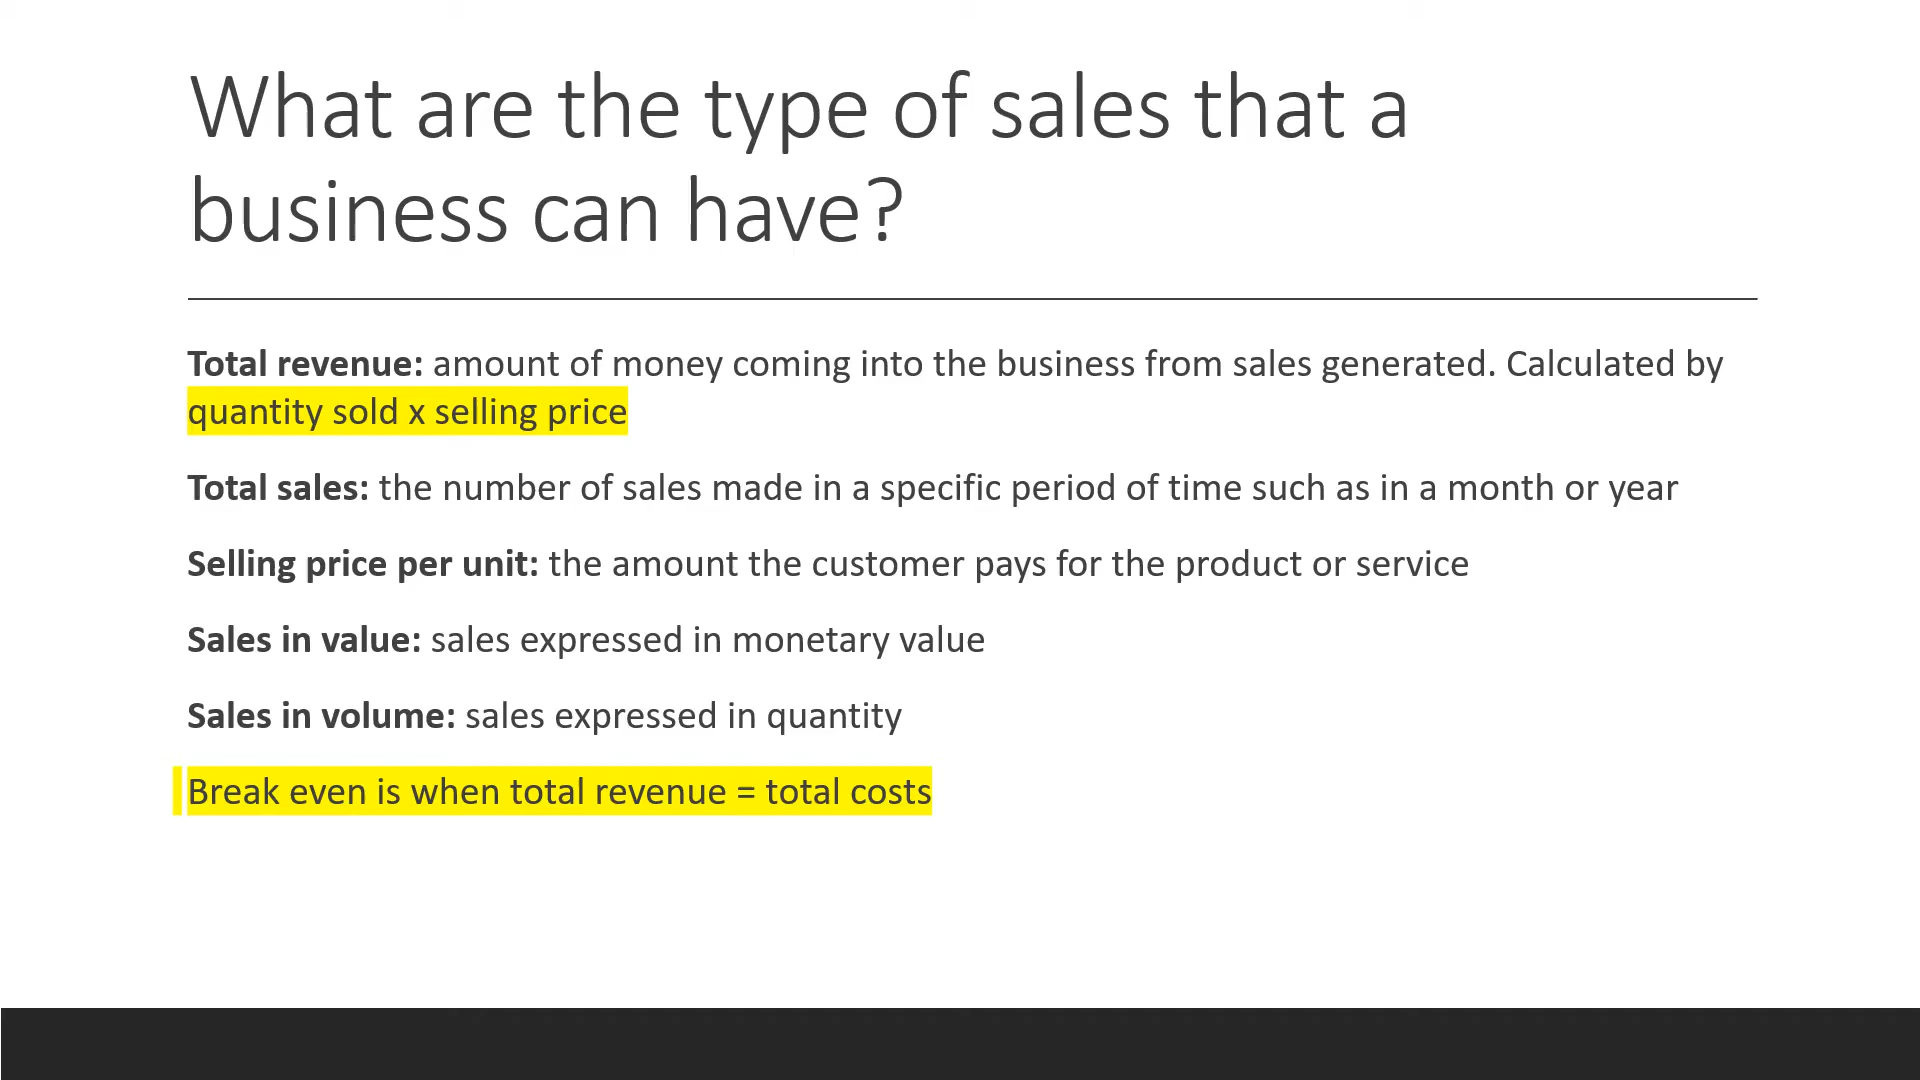 What are the type of sales that a
business can have?
Total revenue: amount of money coming into the business from sales generated. Calculated by
quantity sold x selling price
Total sales: the number of sales made in a specific period of time such as in a month or year
Selling price per unit: the amount the customer pays for the product or service
Sales in value: sales expressed in monetary value
Sales in volume: sales expressed in quantity
Break even is when total revenue = total costs